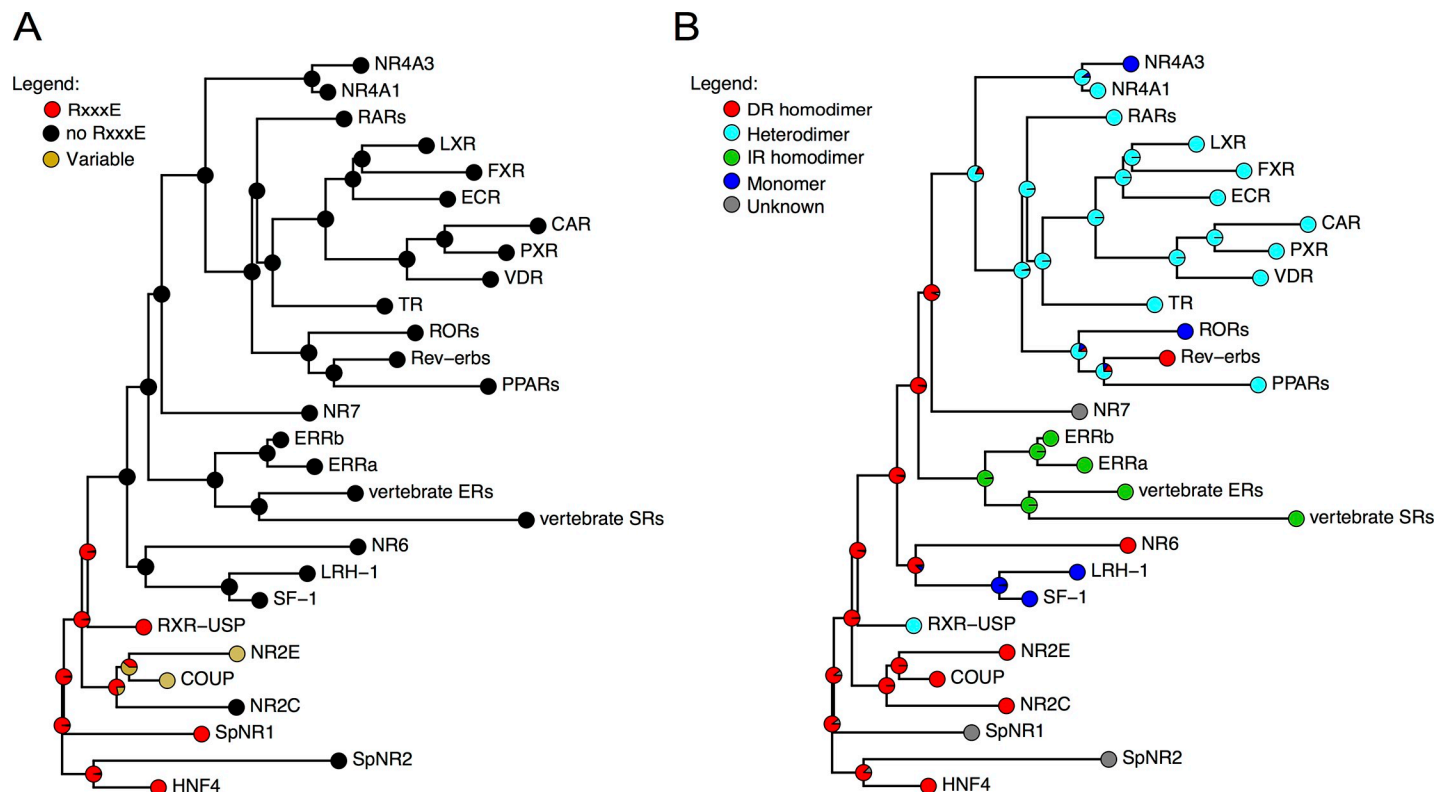 A
Legend:
RxxxE
no RxxxE
Variable
NR4A3
NR4A1
RARs
LXR
FXR
ECR
CAR
PXR
VDR
TR
RORs
Rev−erbs
PPARs
NR7
ERRb
ERRa
vertebrate ERs
vertebrate SRs
NR6
LRH−1
SF−1
RXR−USP
NR2E
COUP
NR2C
SpNR1
SpNR2
HNF4
B
Legend:
DR homodimer
Heterodimer
IR homodimer
Monomer
Unknown
NR4A3
NR4A1
RARs
LXR
FXR
ECR
CAR
PXR
VDR
TR
RORs
Rev−erbs
PPARs
NR7
ERRb
ERRa
vertebrate ERs
vertebrate SRs
NR6
LRH−1
SF−1
RXR−USP
NR2E
COUP
NR2C
SpNR1
SpNR2
HNF4